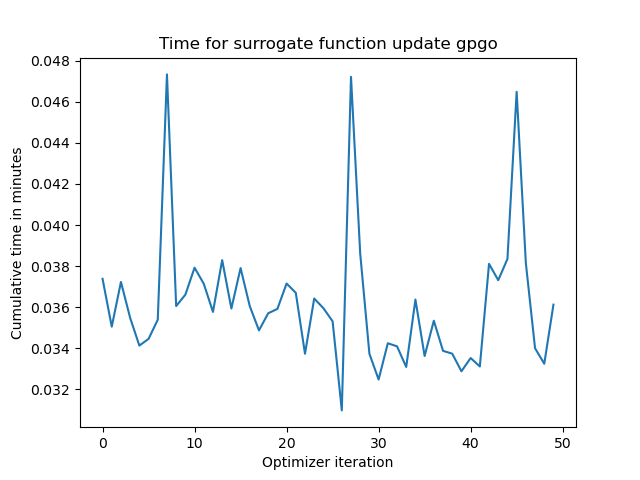 Time for surrogate function update gpgo
0.048
0.046
0.044
0.042
0.040
0.038
0.036
0.034
0.032
Cumulative time in minutes
0 10 20 30 40 50
Optimizer iteration